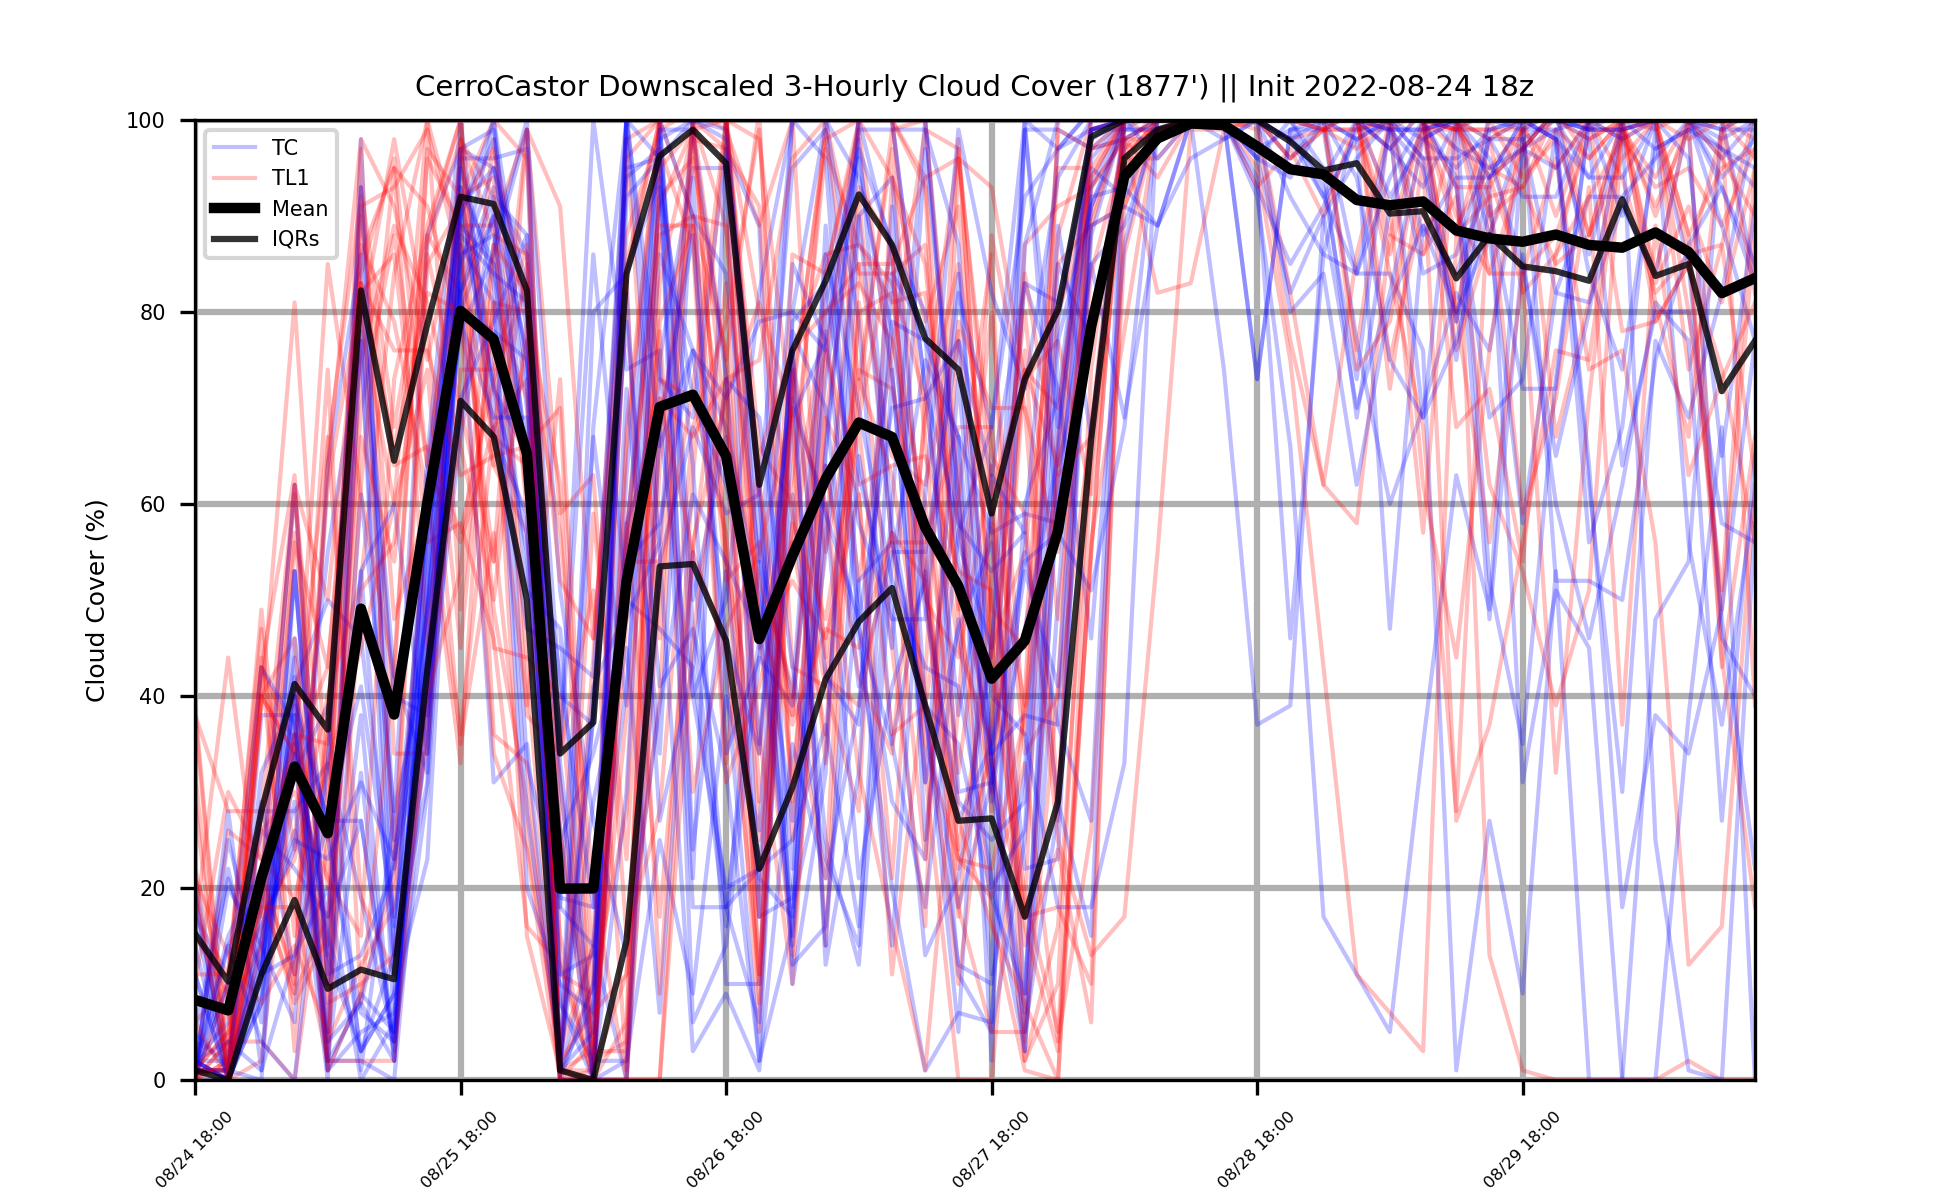 CerroCastor Downscaled 3-Hourly Cloud Cover (1877') || Init 2022-08-24 18z
TC
TL1
Mean
IQRs
Cloud Cover (%)
100
80
60
40
20
0
08/24 18:00
08/25 18:00
08/26 18:00
08/27 18:00
08/28 18:00
08/29 18:00